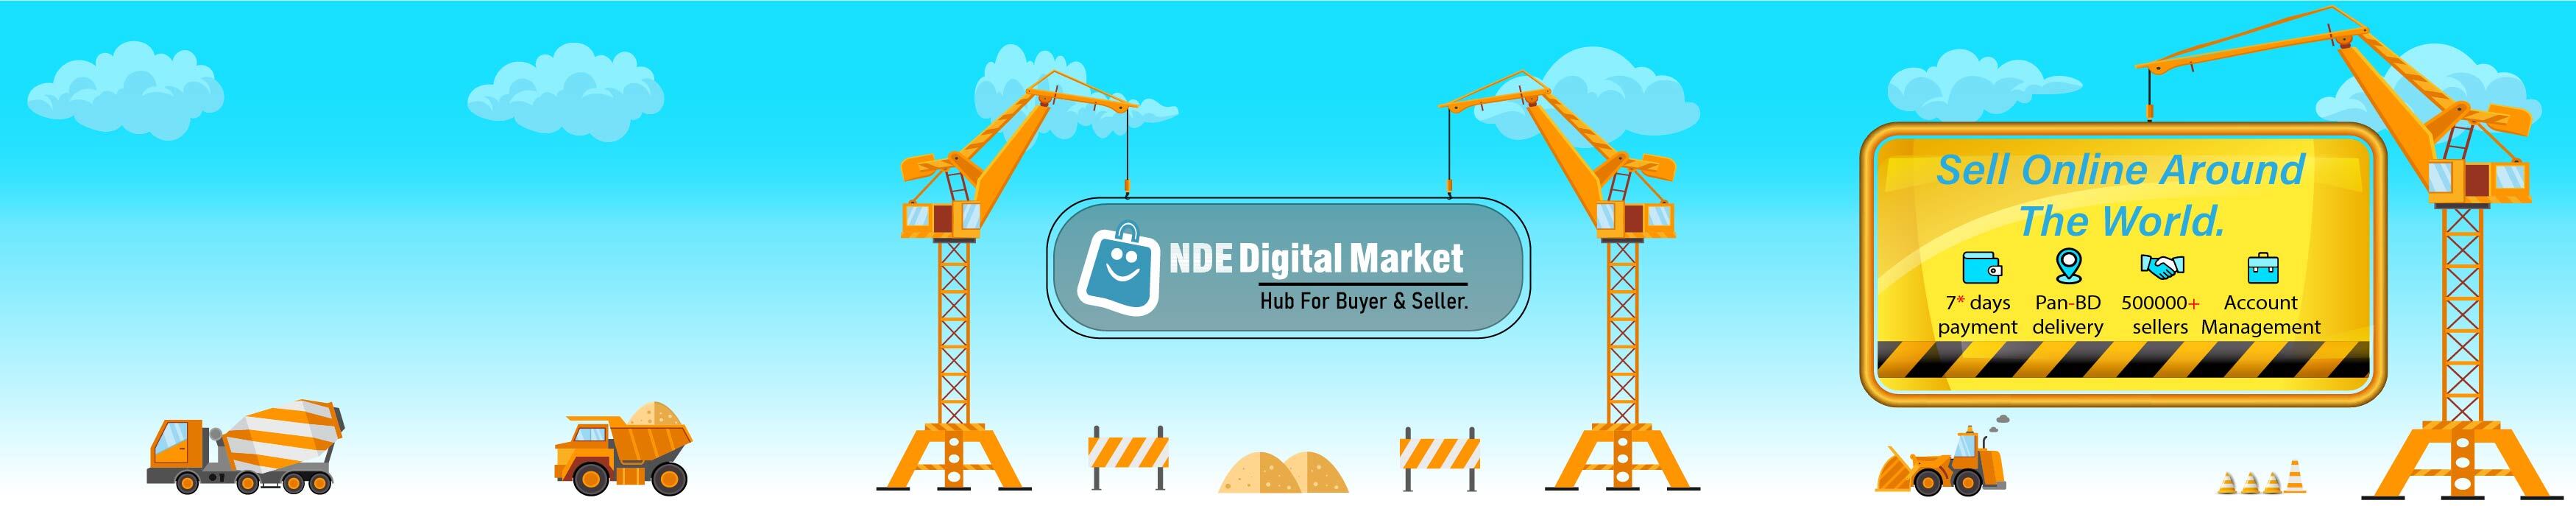 NDE Digital Market
Hub For Buyer & Seller.
Sell Online Around
The World.
7* days
payment
Pan-BD
delivery
500000+
sellers
Account
Management